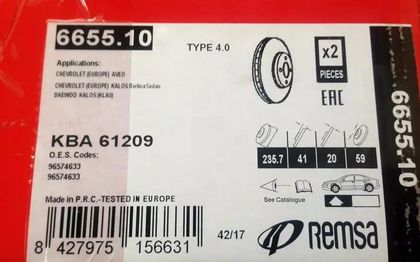 6655.10
TYPE 4.0
Applications:
CHEVROLET (EUROPE) AVEO
CHEVROLET (EUROPE) KALOS Berlina Sedan
DAEWOO KALOS (KLAS)
x2
PIECES
EAC
KBA 61209
O.E.S. Codes:
96574633
96574633
235.7 41 20 59
See Catalogue
Made in P.R.C.-TESTED IN EUROPE
8 427975 156631
42/17
REMSA
6655.10